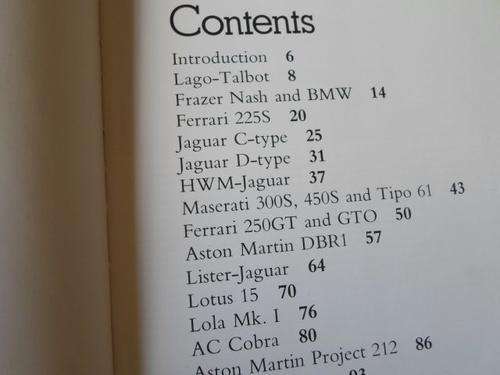 Contents
Introduction 6
Lago-Talbot 8
Frazer Nash and BMW 14
Ferrari 225S 20
Jaguar C-type 25
Jaguar D-type 31
HWM-Jaguar 37
Maserati 300S, 450S and Tipo 61 43
Ferrari 250GT and GTO 50
Aston Martin DBR1 57
Lister-Jaguar 64
Lotus 15 70
Lola Mk. I 76
AC Cobra 80
Aston Martin Project 212 86
93